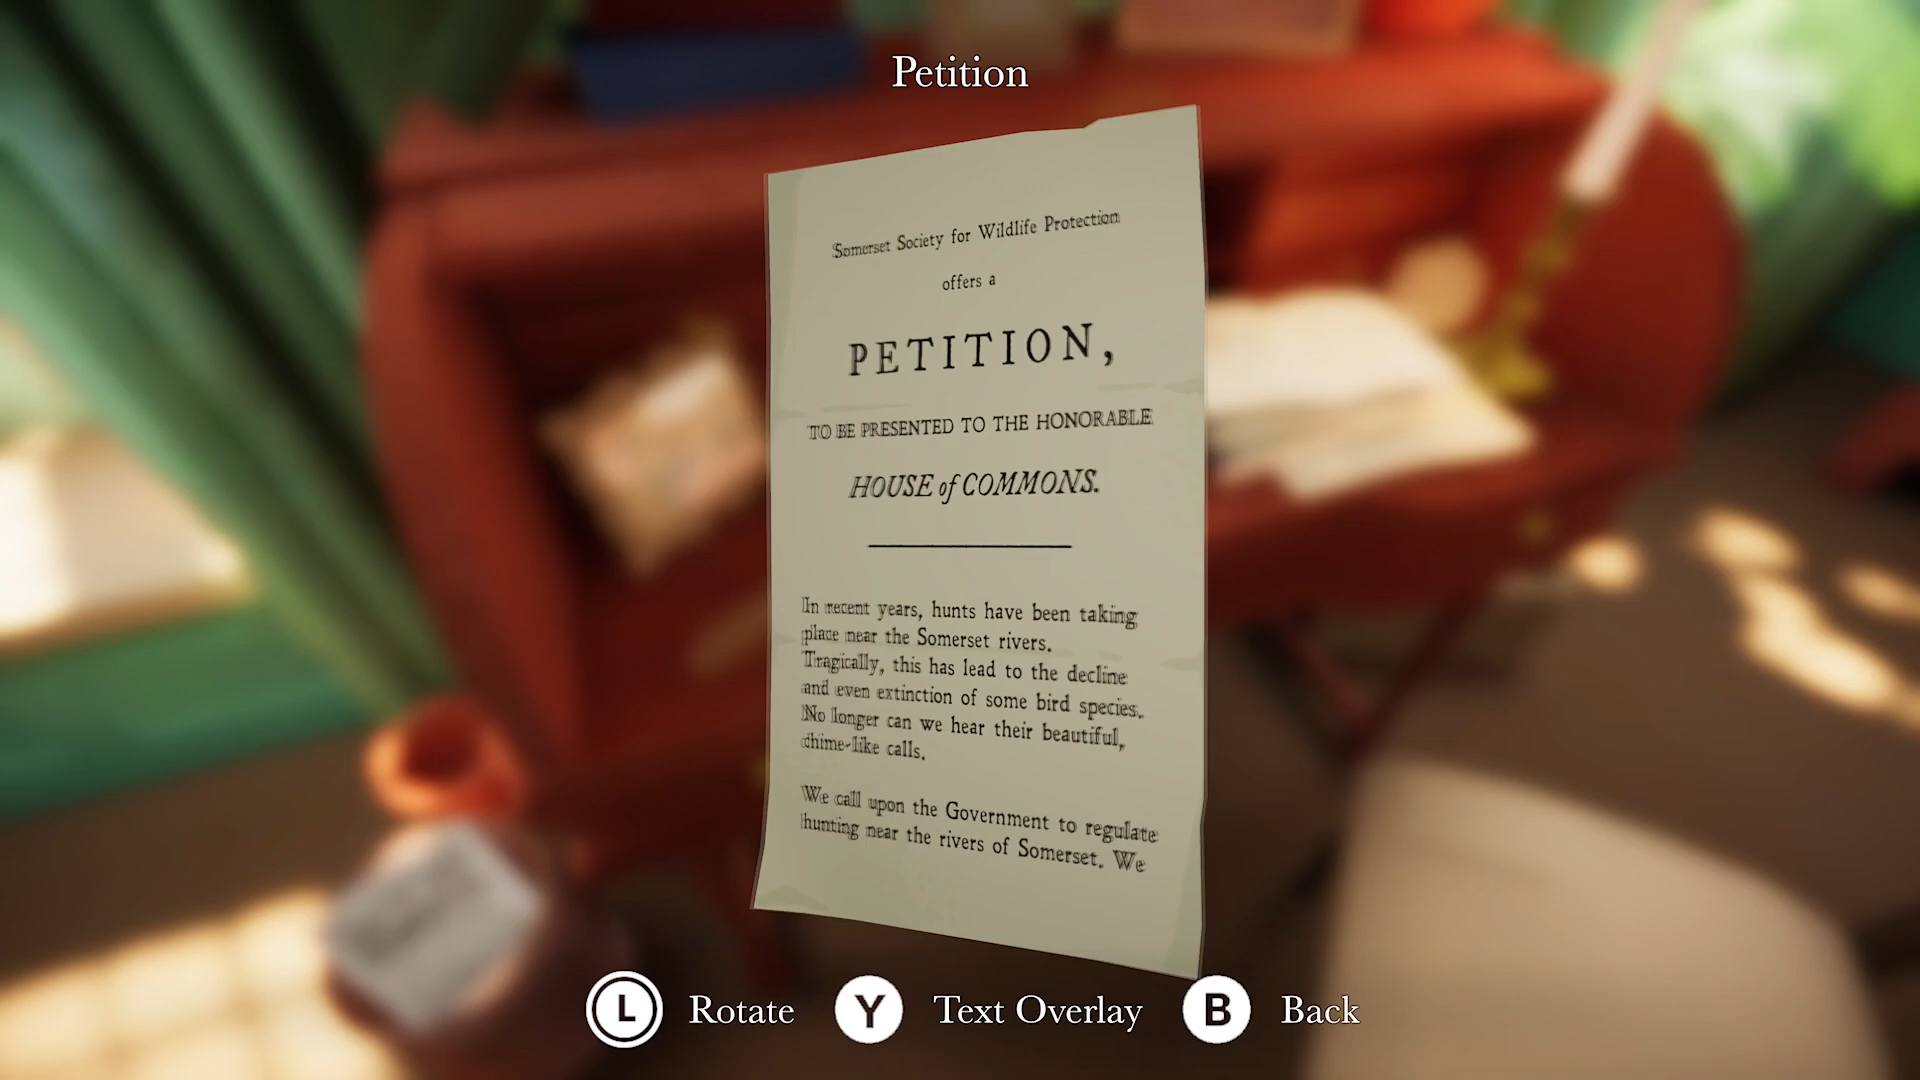 Petition
Somerset Society for Wildlife Protection
offers a
PETITION,
TO BE PRESENTED TO THE HONORABLE
HOUSE of COMMONS.
In recent years, hunts have been taking
place near the Somerset rivers.
Tragically, this has lead to the decline
and even extinction of some bird species.
No longer can we hear their beautiful,
chime-like calls.
We call upon the Government to regulate
hunting near the rivers of Somerset. We
L Rotate Y Text Overlay B Back